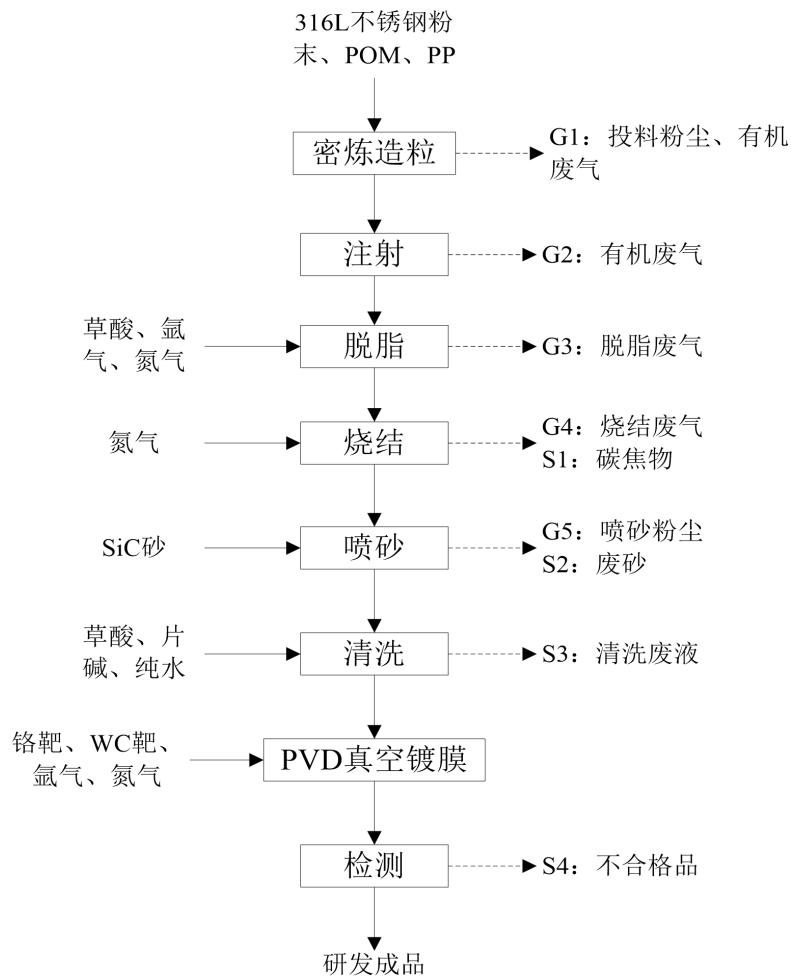 316L不锈钢粉
末、POM、PP
密炼造粒
G1：投料粉尘、有机
废气
注射
G2：有机废气
草酸、氩
气、氮气
脱脂
G3：脱脂废气
氮气
烧结
G4：烧结废气
S1：碳焦物
SiC砂
喷砂
G5：喷砂粉尘
S2：废砂
草酸、片
碱、纯水
清洗
S3：清洗废液
铬靶、WC靶、
氩气、氮气
PVD真空镀膜
检测
S4：不合格品
研发成品